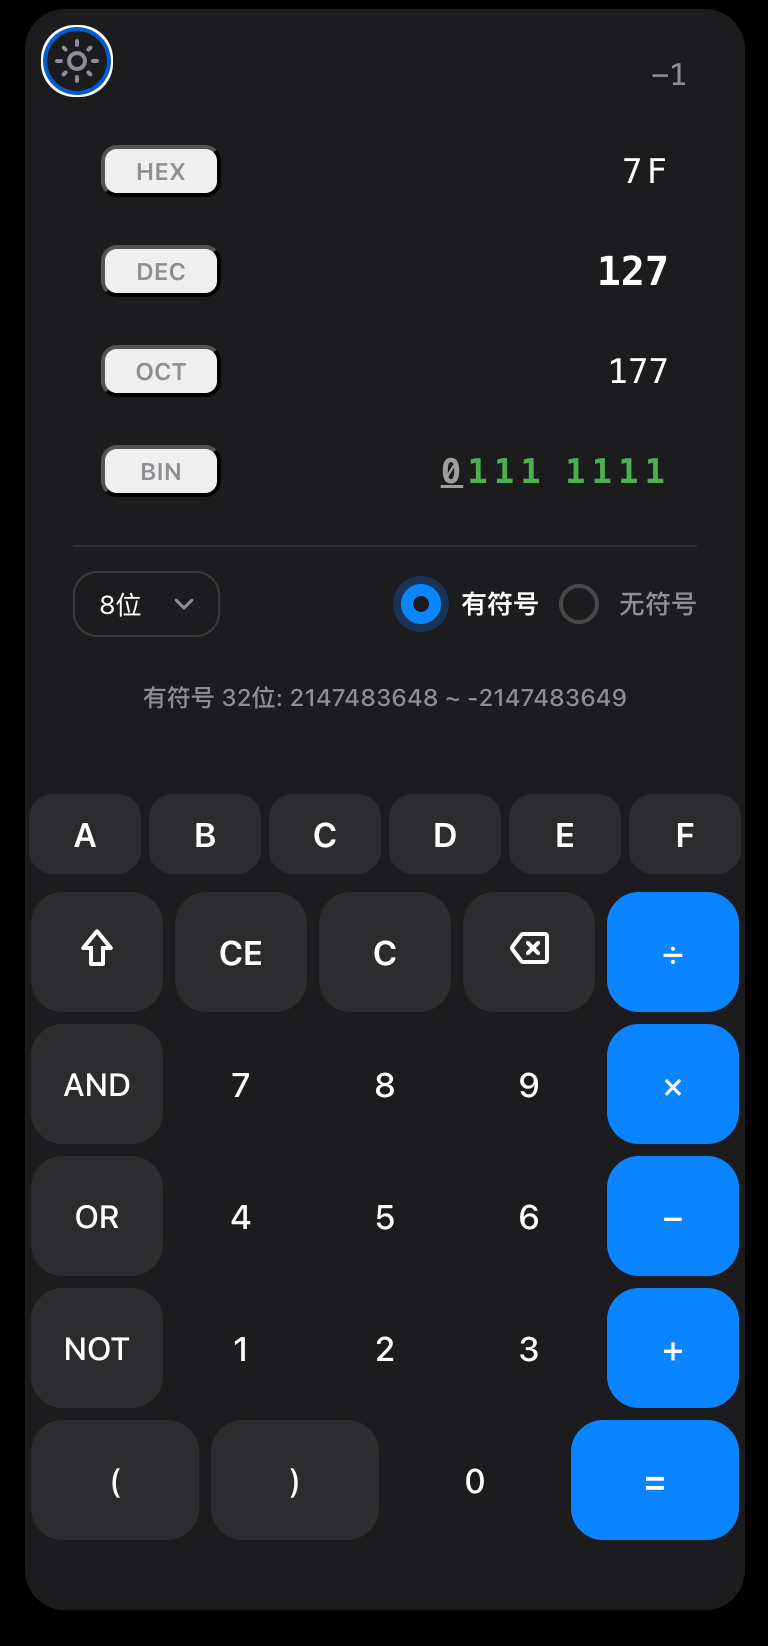 −1
HEX 7F
DEC 127
OCT 177
BIN 0111 1111
8位 有符号 无符号
有符号 32位: 2147483648 ~ -2147483649
A B C D E F
CE C ÷
AND 7 8 9 ×
OR 4 5 6 −
NOT 1 2 3 +
( ) 0 =